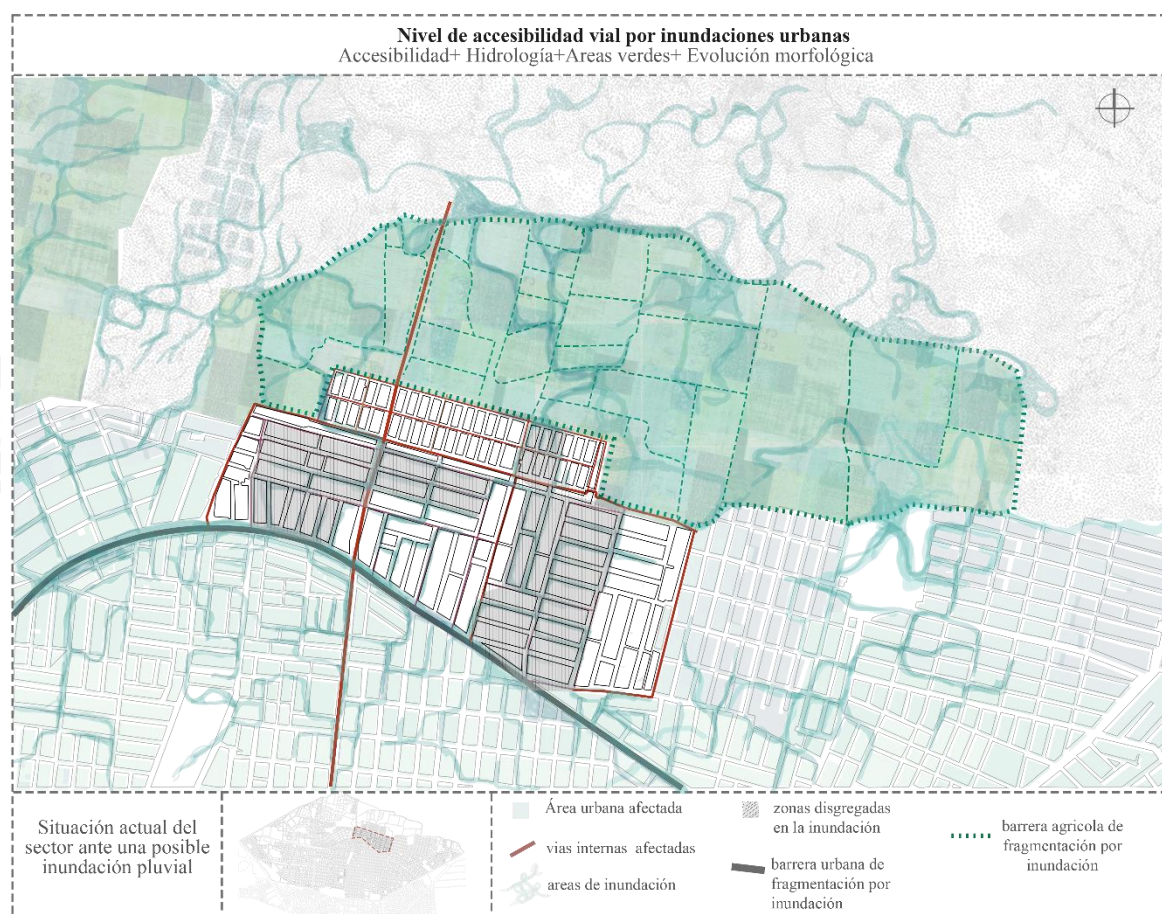 Nivel de accesibilidad vial por inundaciones urbanas
Accesibilidad+ Hidrología+Areas verdes+ Evolución morfológica
Situación actual del
sector ante una posible
inundación pluvial
Área urbana afectada
vias internas afectadas
areas de inundación
zonas disgregadas
en la inundación
barrera urbana de
fragmentación por
inundación
barrera agricola de
fragmentación por
inundación